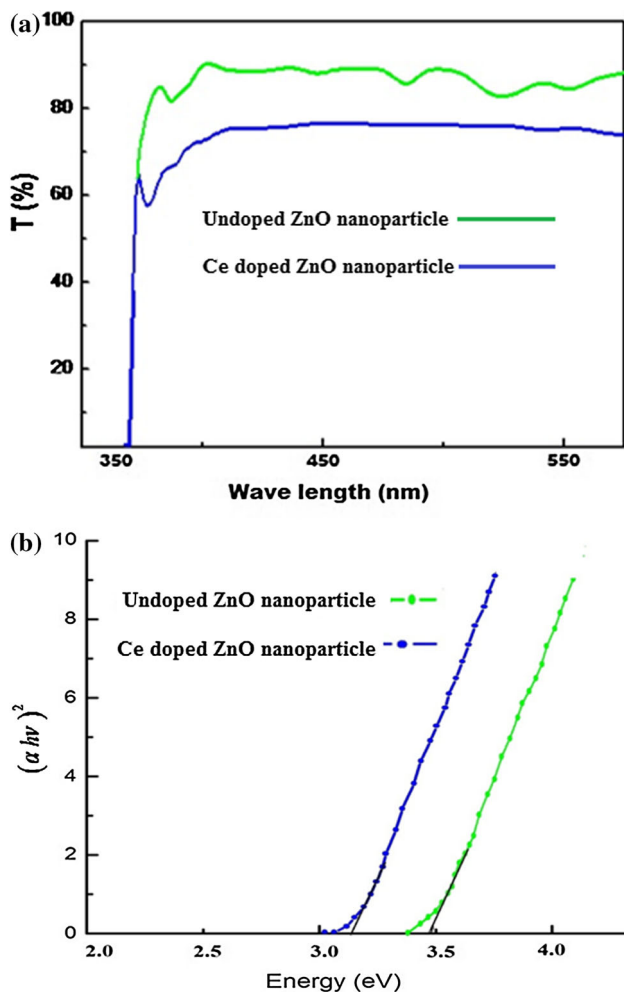 (a)
100
80
60
40
20
T (%)
Undoped ZnO nanoparticle
Ce doped ZnO nanoparticle
350
450
550
Wave length (nm)
(b)
10
8
6
4
2
0
(α hν)²
Undoped ZnO nanoparticle
Ce doped ZnO nanoparticle
2.0
2.5
3.0
3.5
4.0
Energy (eV)